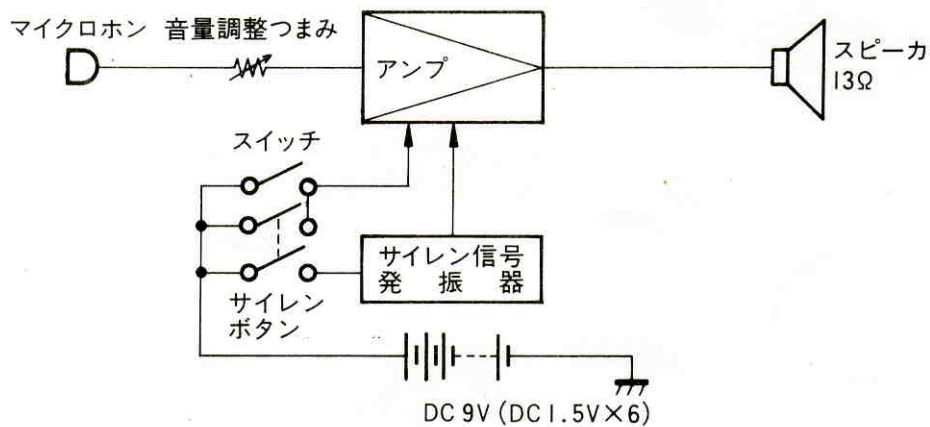 マイクロホン
音量調整つまみ
アンプ
スピーカ
13Ω
スイッチ
サイレン信号
発振器
サイレン
ボタン
DC 9V (DC1.5V×6)